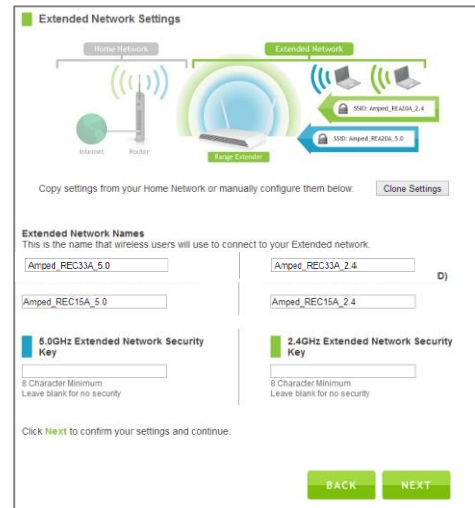 Extended Network Settings
Home Network
Extended Network
SSID: Amped_REA20A_2.4
SSID: Amped_REA20A_5.0
Internet
Router
Range Extender
Copy settings from your Home Network or manually configure them below:
Clone Settings
Extended Network Names
This is the name that wireless users will use to connect to your Extended network.
Amped_REC33A_5.0
Amped_REC33A_2.4
D)
Amped_REC15A_5.0
Amped_REC15A_2.4
5.0GHz Extended Network Security
Key
8 Character Minimum
Leave blank for no security
2.4GHz Extended Network Security
Key
8 Character Minimum
Leave blank for no security
Click Next to confirm your settings and continue.
BACK
NEXT